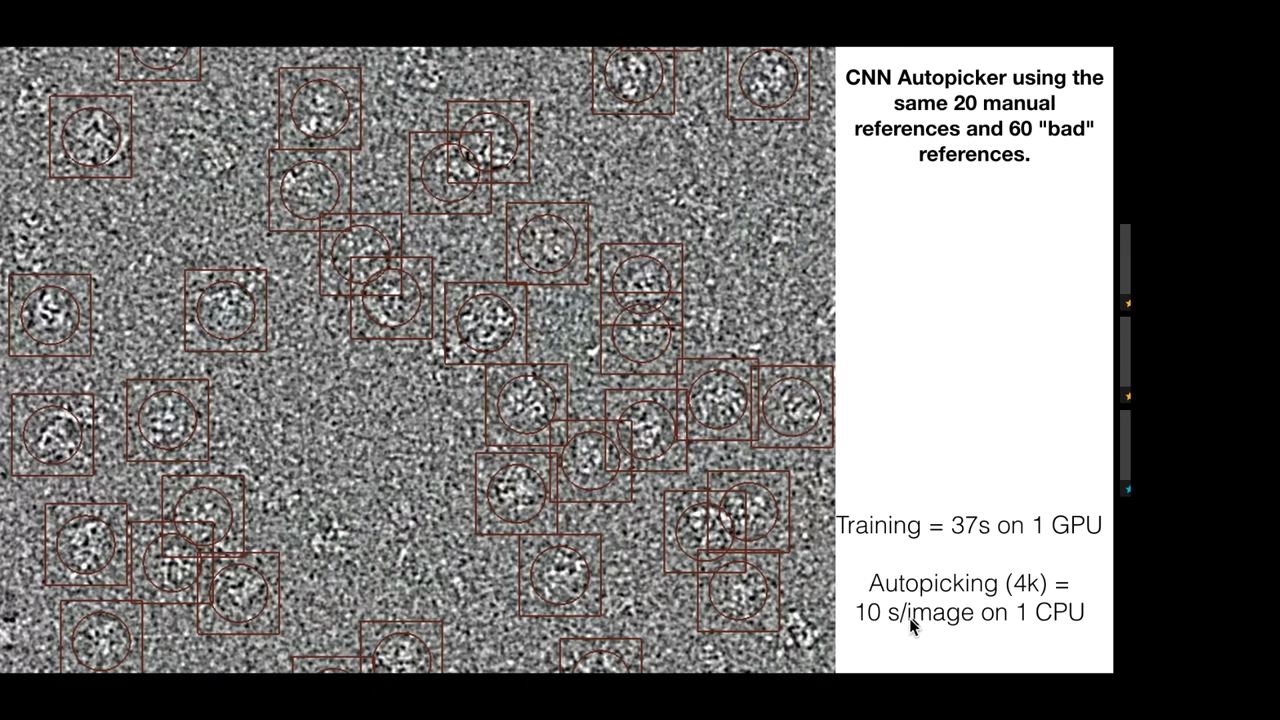 CNN Autopicker using the
same 20 manual
references and 60 "bad"
references.
Training = 37s on 1 GPU
Autopicking (4k) =
10 s/image on 1 CPU